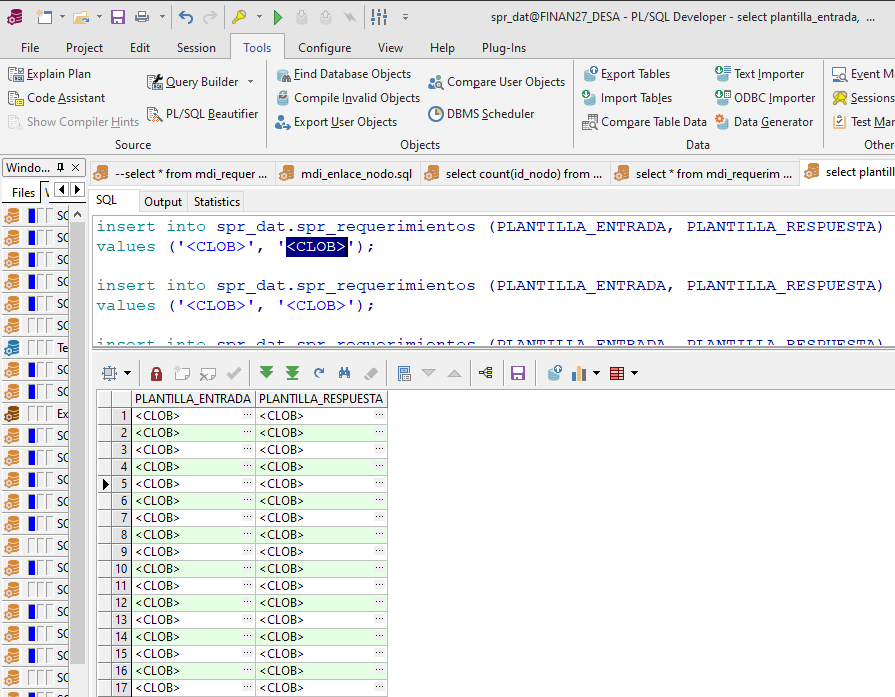 spr_dat@FINAN27_DESA - PL/SQL Developer - select plantilla_entrada, ...
File Project Edit Session Tools Configure View Help Plug-Ins
Explain Plan
Code Assistant
Show Compiler Hints
Query Builder
PL/SQL Beautifier
Source
Find Database Objects
Compile Invalid Objects
Export User Objects
Compare User Objects
DBMS Scheduler
Objects
Export Tables
Import Tables
Compare Table Data
Text Importer
ODBC Importer
Data Generator
Data
Event M
Sessions
Test Man
Other
Windo...
Files
--select * from mdi_requer ...
mdi_enlace_nodo.sql
select count(id_nodo) from ...
select * from mdi_requerim ...
select plantill
SQL Output Statistics
insert into spr_dat.spr_requerimientos (PLANTILLA_ENTRADA, PLANTILLA_RESPUESTA)
values ('<CLOB>', '<CLOB>');
insert into spr_dat.spr_requerimientos (PLANTILLA_ENTRADA, PLANTILLA_RESPUESTA)
values ('<CLOB>', '<CLOB>');
insert into spr_dat.spr_requerimientos (PLANTILLA_ENTRADA, PLANTILLA_RESPUESTA)
SC
SC
SC
SC
SC
SC
Te
SC
SC
Ex
SC
SC
SC
SC
SC
SC
SC
SC
SC
SC
SC
SC
PLANTILLA_ENTRADA PLANTILLA_RESPUESTA
1 <CLOB> ... <CLOB> ...
2 <CLOB> ... <CLOB> ...
3 <CLOB> ... <CLOB> ...
4 <CLOB> ... <CLOB> ...
5 <CLOB> ... <CLOB> ...
6 <CLOB> ... <CLOB> ...
7 <CLOB> ... <CLOB> ...
8 <CLOB> ... <CLOB> ...
9 <CLOB> ... <CLOB> ...
10 <CLOB> ... <CLOB> ...
11 <CLOB> ... <CLOB> ...
12 <CLOB> ... <CLOB> ...
13 <CLOB> ... <CLOB> ...
14 <CLOB> ... <CLOB> ...
15 <CLOB> ... <CLOB> ...
16 <CLOB> ... <CLOB> ...
17 <CLOB> ... <CLOB> ...